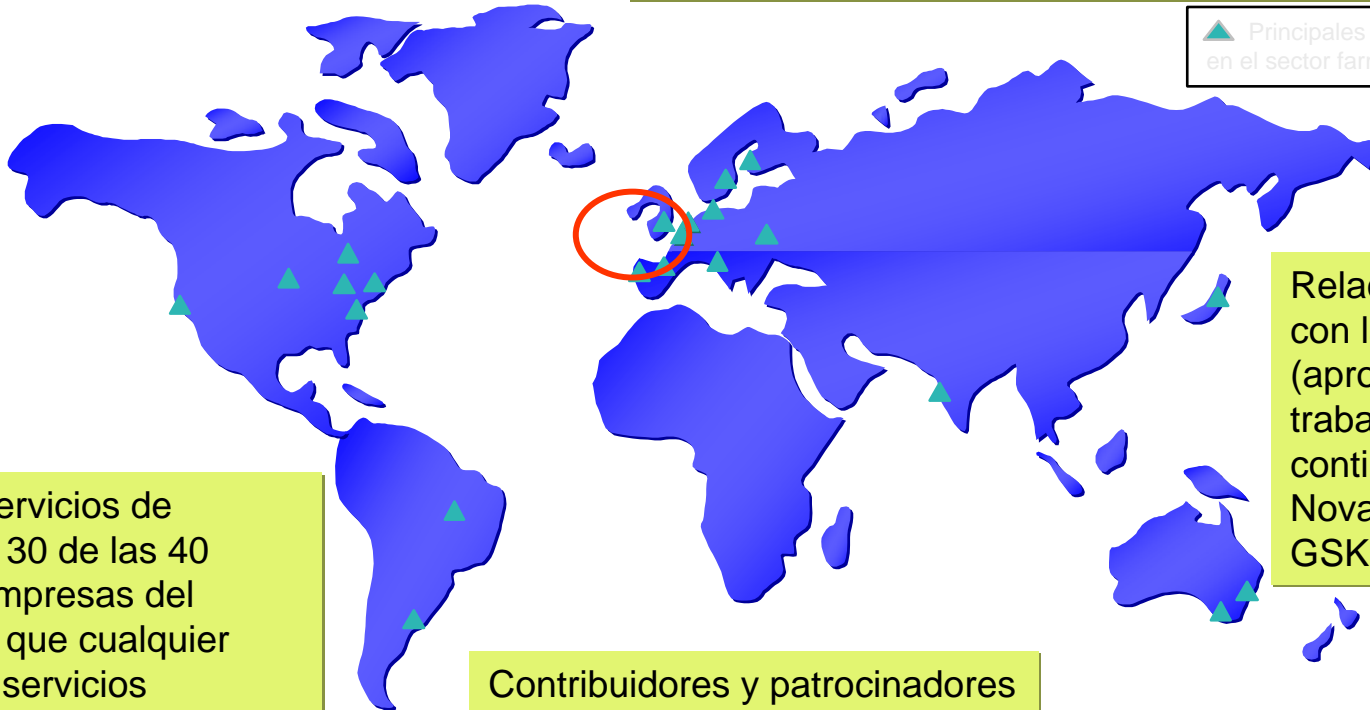 Principales
en el sector
Relac
con l
(apro
traba
conti
Nova
GSK
ervicios de
30 de las 40
mpresas del
que cualquier
servicios
Contribuidores y patrocinadores